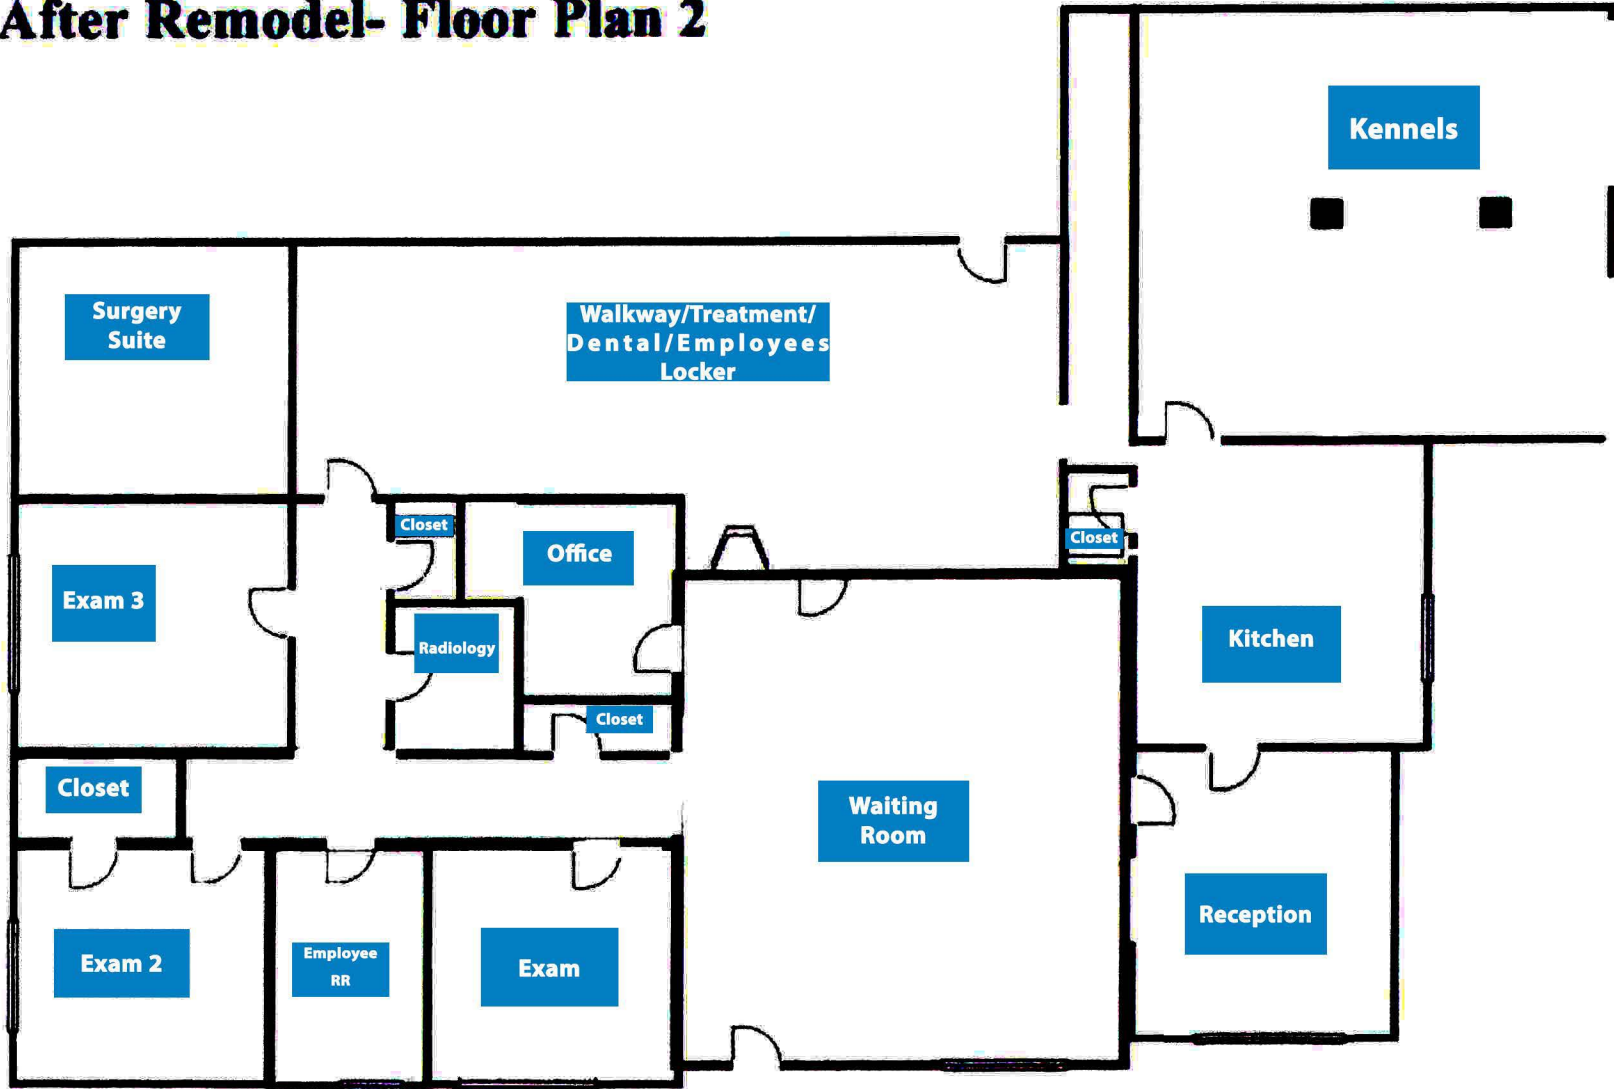 After Remodel- Floor Plan 2
Kennels
Surgery
Suite
Walkway/Treatment/
Dental/Employees
Locker
Closet
Office
Closet
Exam 3
Radiology
Kitchen
Closet
Closet
Waiting
Room
Reception
Exam 2
Employee
RR
Exam